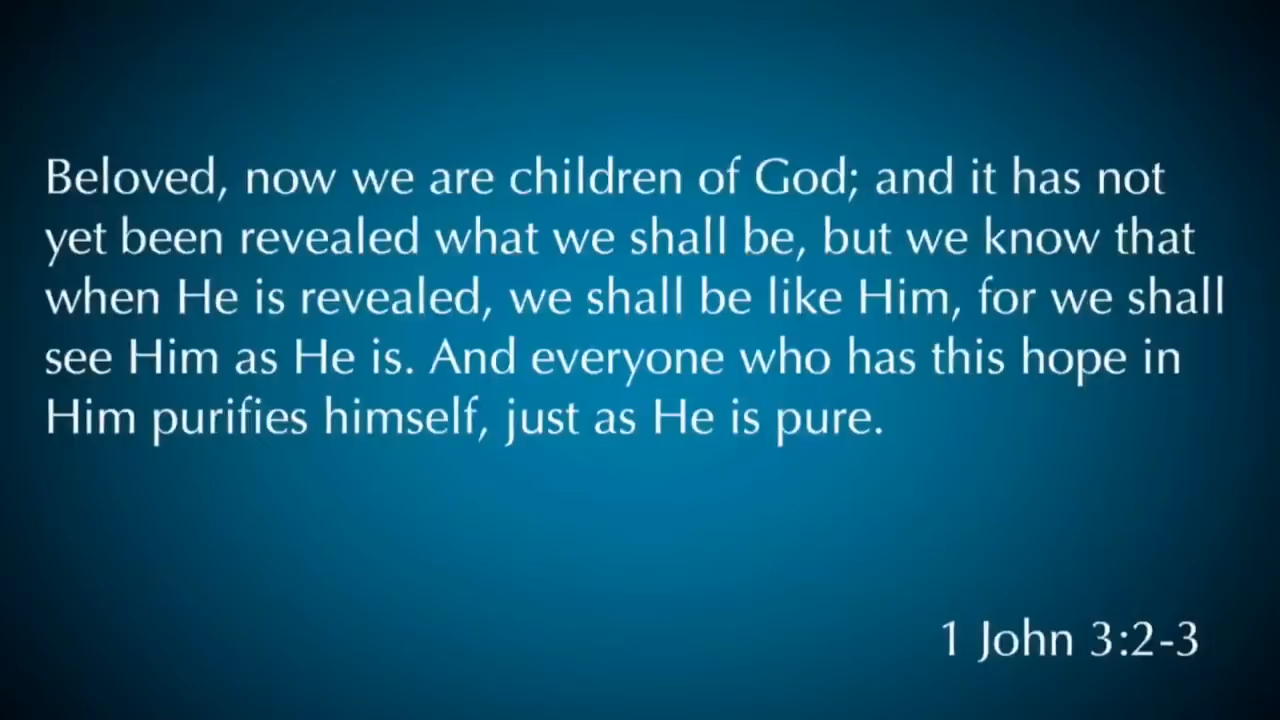 Beloved, now we are children of God; and it has not
yet been revealed what we shall be, but we know that
when He is revealed, we shall be like Him, for we shall
see Him as He is. And everyone who has this hope in
Him purifies himself, just as He is pure.
1 John 3:2-3